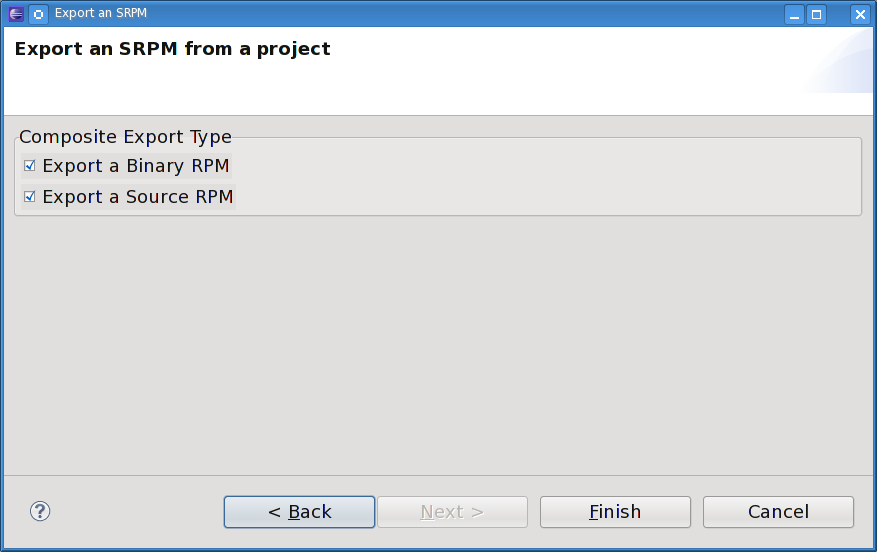 Export an SRPM
Export an SRPM from a project
Composite Export Type
Export a Binary RPM
Export a Source RPM
?
< Back
Next >
Finish
Cancel